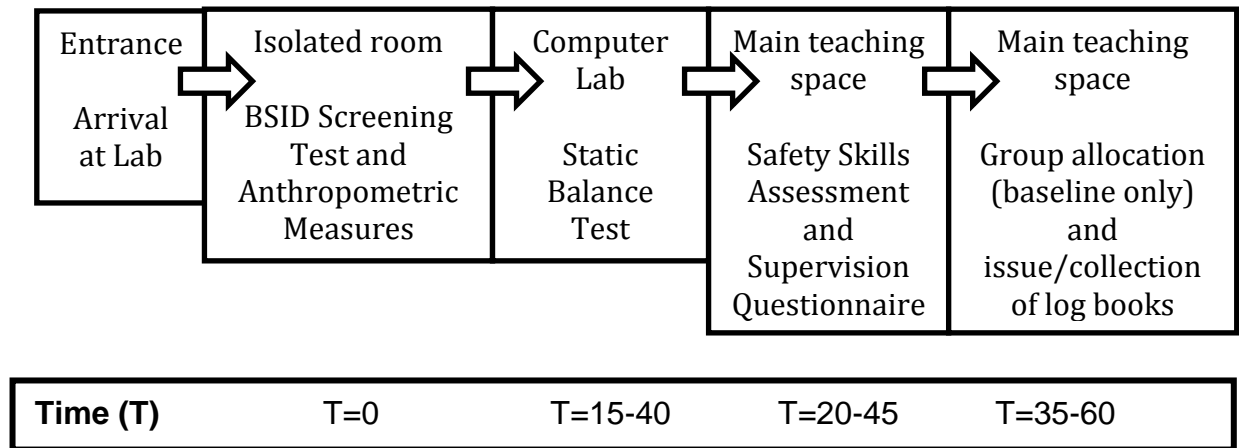 Entrance
Arrival
at Lab
Isolated room
BSID Screening
Test and
Anthropometric
Measures
Computer
Lab
Static
Balance
Test
Main teaching
space
Safety Skills
Assessment
and
Supervision
Questionnaire
Main teaching
space
Group allocation
(baseline only)
and
issue/collection
of log books
Time (T) T=0 T=15-40 T=20-45 T=35-60